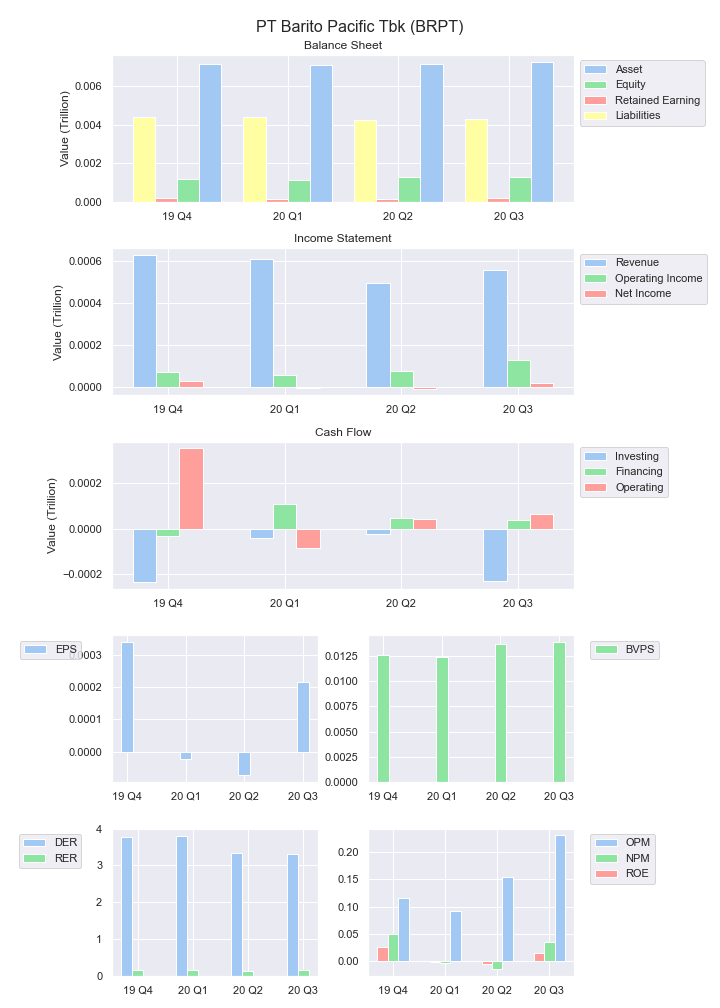 PT Barito Pacific Tbk (BRPT)
Balance Sheet
Value (Trillion)
0.006
0.004
0.002
0.000
19 Q4 20 Q1 20 Q2 20 Q3
Asset
Equity
Retained Earning
Liabilities
Income Statement
Value (Trillion)
0.0006
0.0004
0.0002
0.0000
19 Q4 20 Q1 20 Q2 20 Q3
Revenue
Operating Income
Net Income
Cash Flow
Value (Trillion)
0.0002
0.0000
−0.0002
19 Q4 20 Q1 20 Q2 20 Q3
Investing
Financing
Operating
EPS
0.0003
0.0002
0.0001
0.0000
19 Q4 20 Q1 20 Q2 20 Q3
BVPS
0.0125
0.0100
0.0075
0.0050
0.0025
0.0000
19 Q4 20 Q1 20 Q2 20 Q3
DER
RER
4
3
2
1
0
19 Q4 20 Q1 20 Q2 20 Q3
OPM
NPM
ROE
0.20
0.15
0.10
0.05
0.00
19 Q4 20 Q1 20 Q2 20 Q3